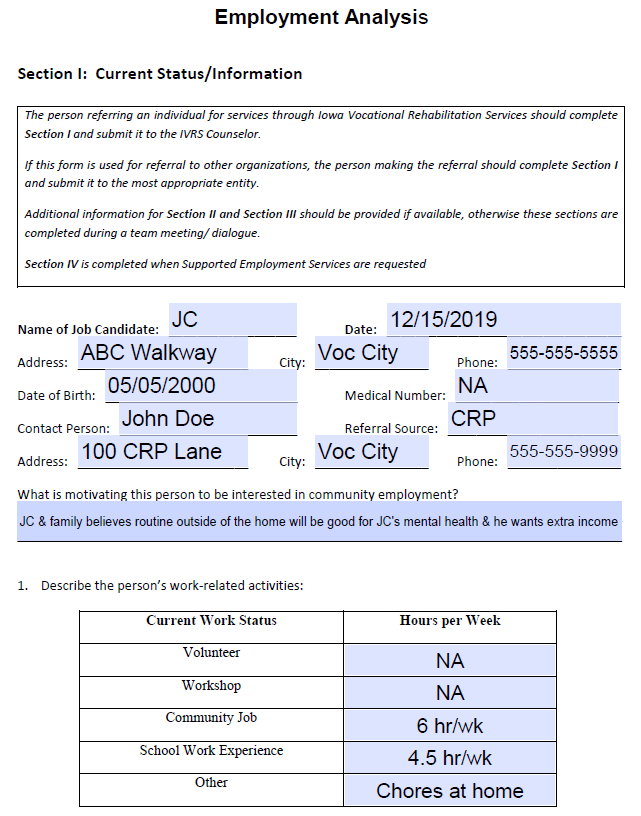 Employment Analysis
Section I: Current Status/Information
The person referring an individual for services through Iowa Vocational Rehabilitation Services should complete
Section I and submit it to the IVRS Counselor.
If this form is used for referral to other organizations, the person making the referral should complete Section I
and submit it to the most appropriate entity.
Additional information for Section II and Section III should be provided if available, otherwise these sections are
completed during a team meeting/ dialogue.
Section IV is completed when Supported Employment Services are requested
Name of Job Candidate: JC Date: 12/15/2019
Address: ABC Walkway City: Voc City Phone: 555-555-5555
Date of Birth: 05/05/2000 Medical Number: NA
Contact Person: John Doe Referral Source: CRP
Address: 100 CRP Lane City: Voc City Phone: 555-555-9999
What is motivating this person to be interested in community employment?
JC & family believes routine outside of the home will be good for JC's mental health & he wants extra income
1. Describe the person's work-related activities:
Current Work Status Hours per Week
Volunteer NA
Workshop NA
Community Job 6 hr/wk
School Work Experience 4.5 hr/wk
Other Chores at home